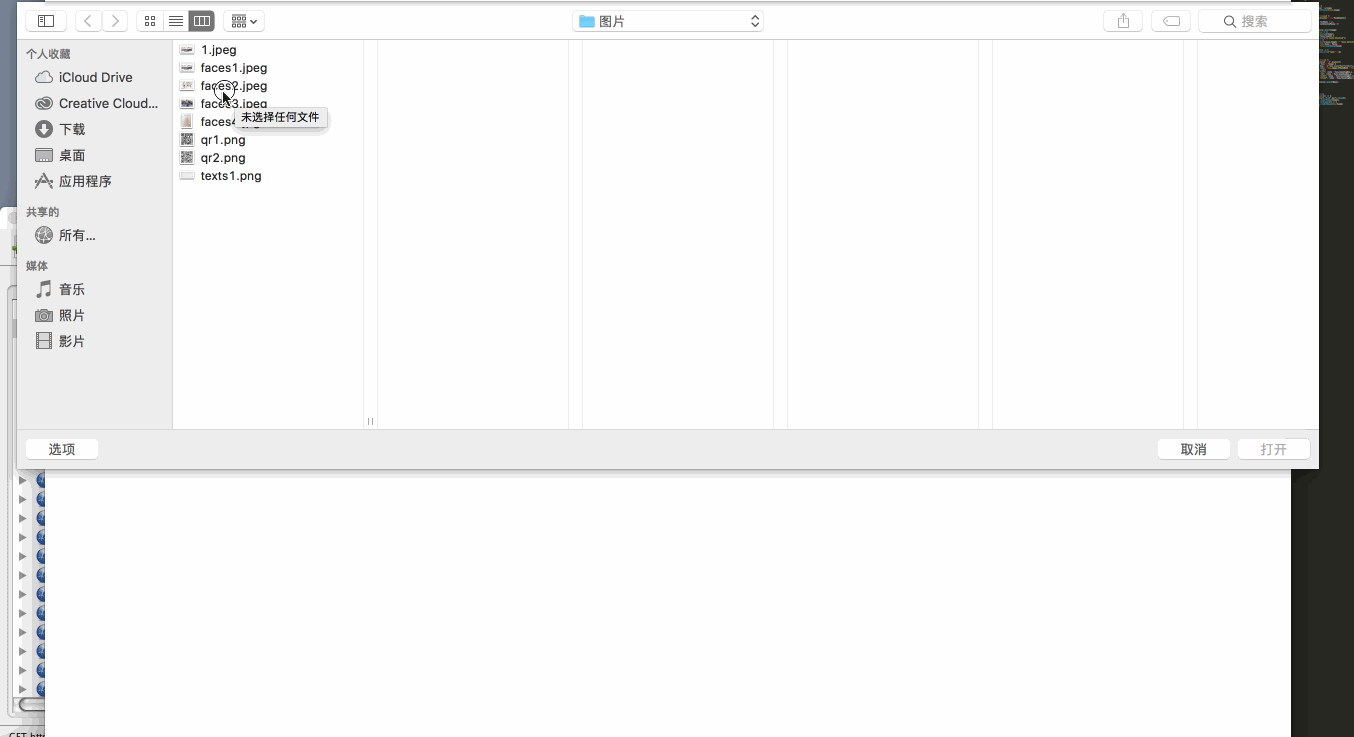 图片
搜索
个人收藏
iCloud Drive
Creative Cloud...
下载
桌面
应用程序
共享的
所有...
媒体
音乐
照片
影片
1.jpeg
faces1.jpeg
faces2.jpeg
faces3.jpeg
未选择任何文件
qr1.png
qr2.png
texts1.png
选项
取消
打开